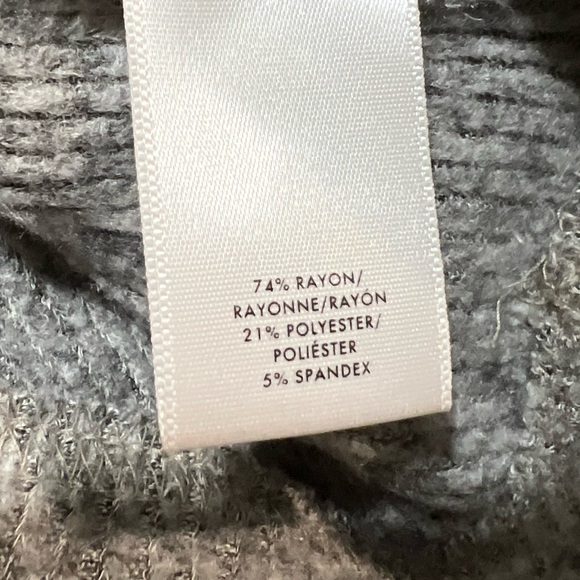 74% RAYON/
RAYONNE/RAYÓN
21% POLYESTER/
POLIÉSTER
5% SPANDEX